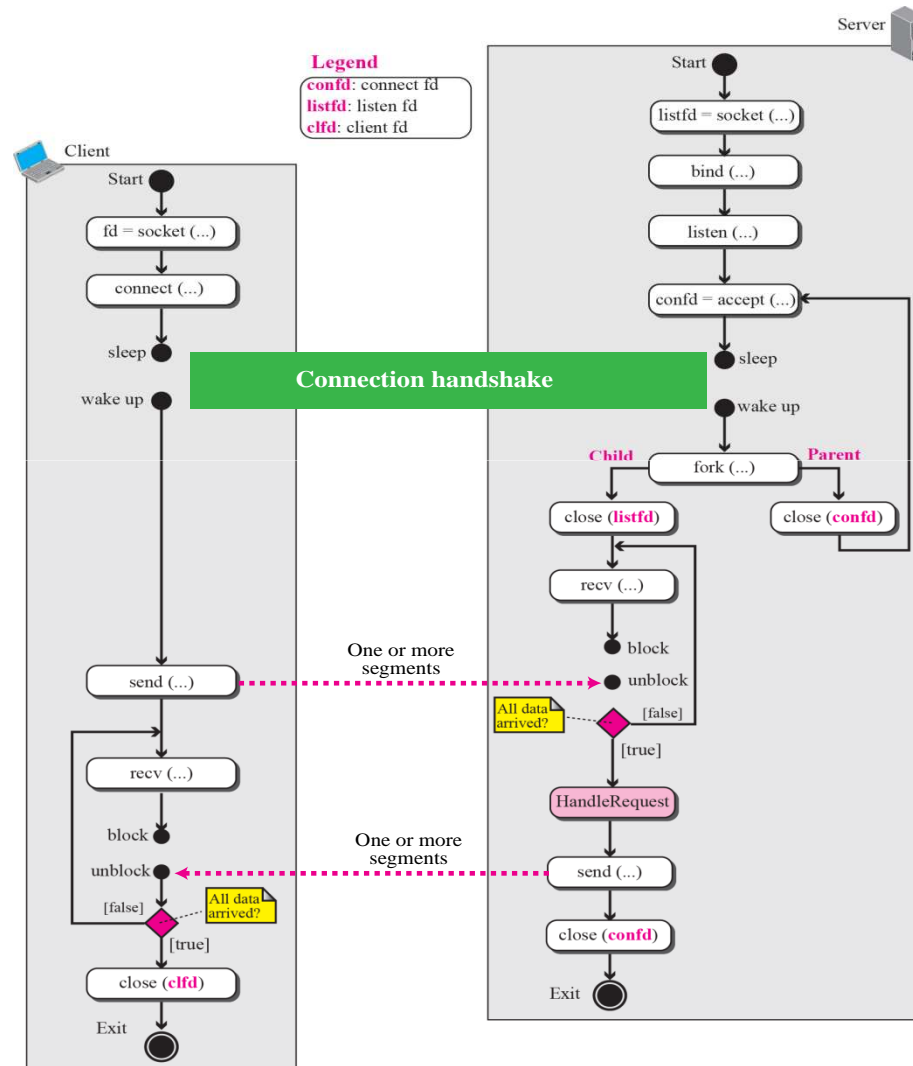 Server
Legend
confd: connect fd
listfd: listen fd
clfd: client fd
Start
listfd = socket (...)
bind (...)
listen (...)
confd = accept (...)
sleep
wake up
Child
fork (...)
Parent
close (listfd)
close (confd)
recv (...)
block
unblock
All data
arrived?
[false]
[true]
HandleRequest
send (...)
close (confd)
Exit
Client
Start
fd = socket (...)
connect (...)
sleep
Connection handshake
wake up
One or more
segments
send (...)
recv (...)
block
One or more
segments
unblock
[false]
All data
arrived?
[true]
close (clfd)
Exit